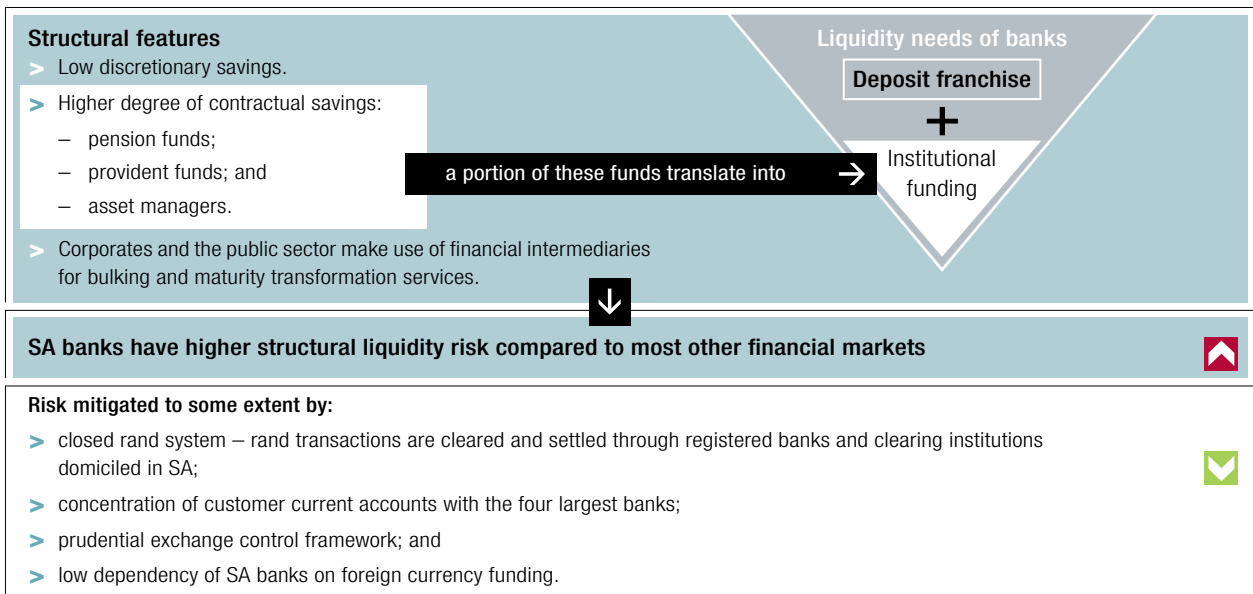 Structural features
> Low discretionary savings.
> Higher degree of contractual savings:
– pension funds;
– provident funds; and
– asset managers.
a portion of these funds translate into →
Liquidity needs of banks
Deposit franchise
+
Institutional
funding
> Corporates and the public sector make use of financial intermediaries
for bulking and maturity transformation services.
↓
SA banks have higher structural liquidity risk compared to most other financial markets
Risk mitigated to some extent by:
> closed rand system – rand transactions are cleared and settled through registered banks and clearing institutions
domiciled in SA;
> concentration of customer current accounts with the four largest banks;
> prudential exchange control framework; and
> low dependency of SA banks on foreign currency funding.